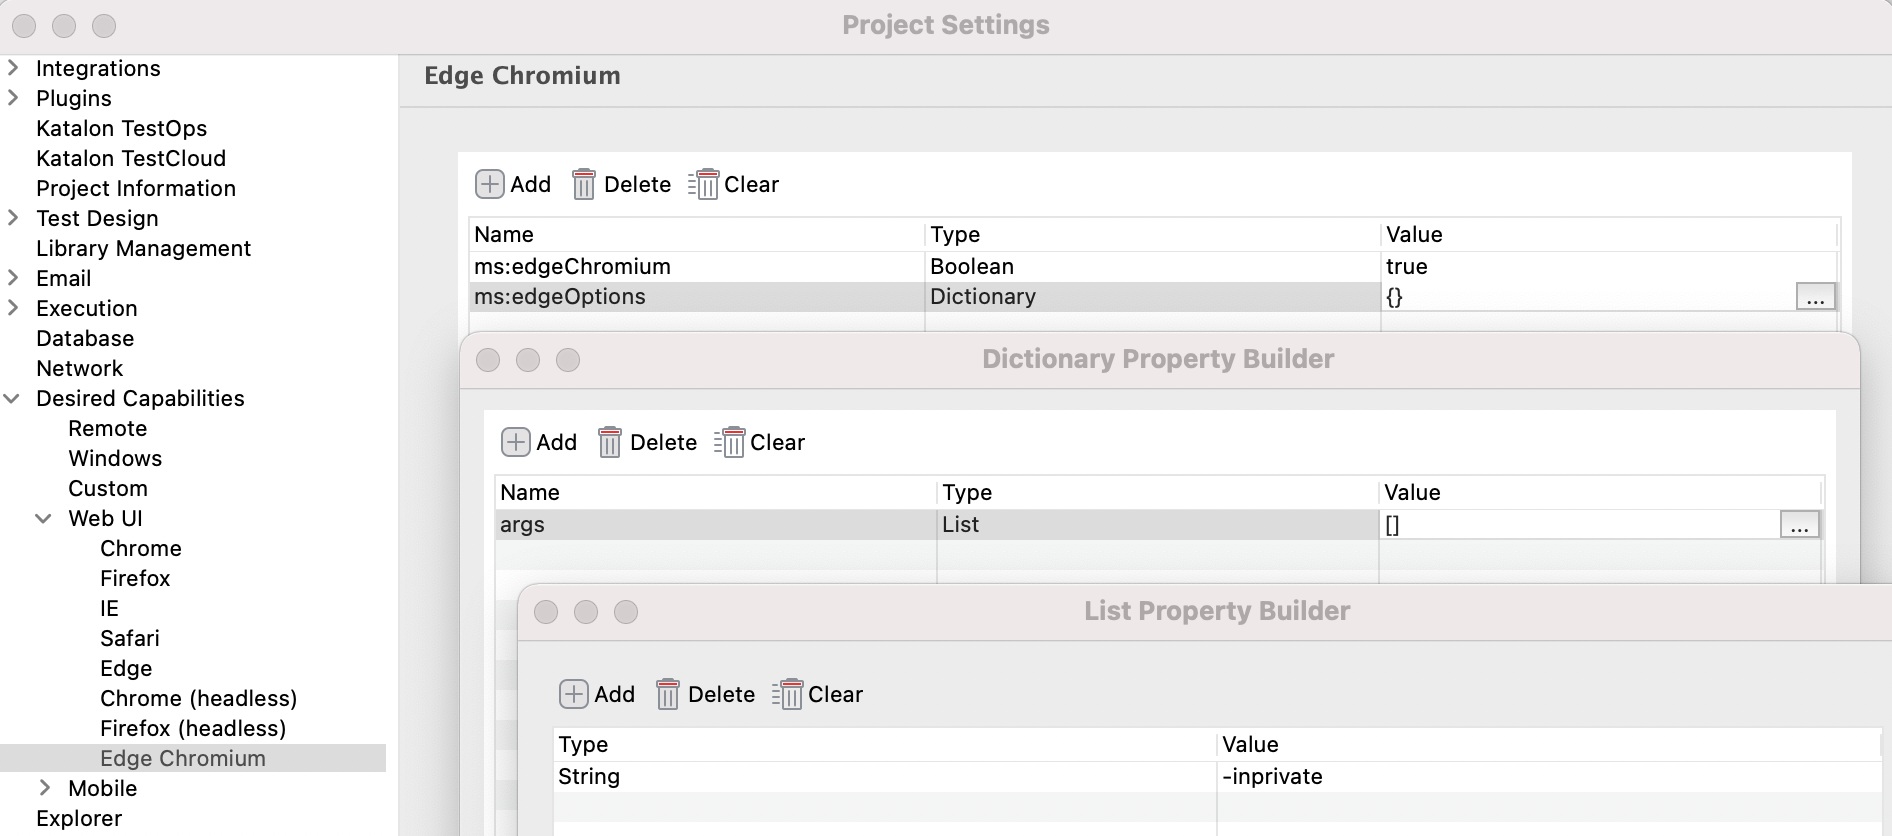 Project Settings
Integrations
Plugins
Katalon TestOps
Katalon TestCloud
Project Information
Test Design
Library Management
Email
Execution
Database
Network
Desired Capabilities
Remote
Windows
Custom
Web UI
Chrome
Firefox
IE
Safari
Edge
Chrome (headless)
Firefox (headless)
Edge Chromium
Mobile
Explorer
Edge Chromium
Add Delete Clear
Name Type Value
ms:edgeChromium Boolean true
ms:edgeOptions Dictionary {} ...
Dictionary Property Builder
Add Delete Clear
Name Type Value
args List [] ...
List Property Builder
Add Delete Clear
Type Value
String -inprivate